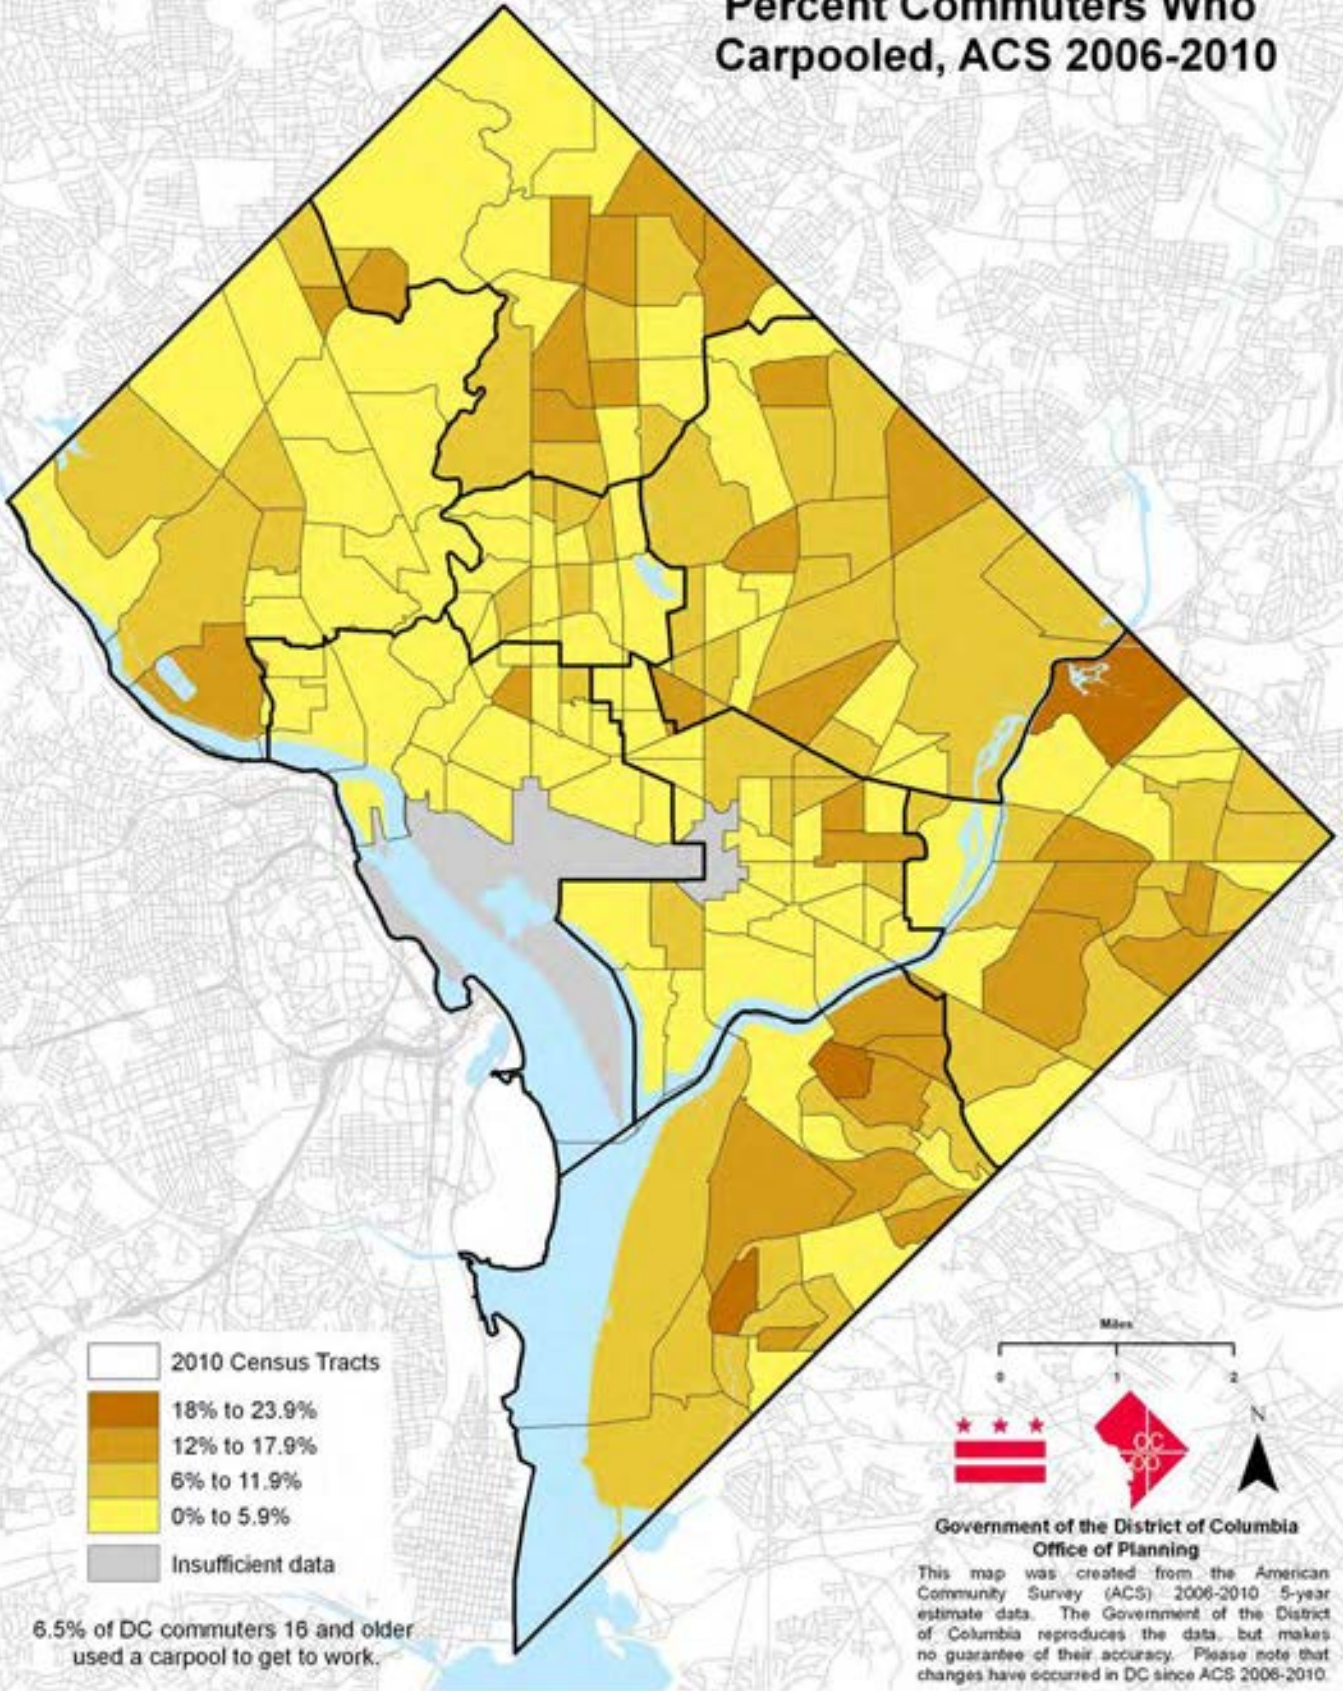 Percent Commuters Who
Carpooled, ACS 2006-2010
2010 Census Tracts
18% to 23.9%
12% to 17.9%
6% to 11.9%
0% to 5.9%
Insufficient data
6.5% of DC commuters 16 and older
used a carpool to get to work.
Miles
0 1 2
DC
OP
N
Government of the District of Columbia
Office of Planning
This map was created from the American
Community Survey (ACS) 2006-2010 5-year
estimate data. The Government of the District
of Columbia reproduces the data, but makes
no guarantee of their accuracy. Please note that
changes have occurred in DC since ACS 2006-2010.